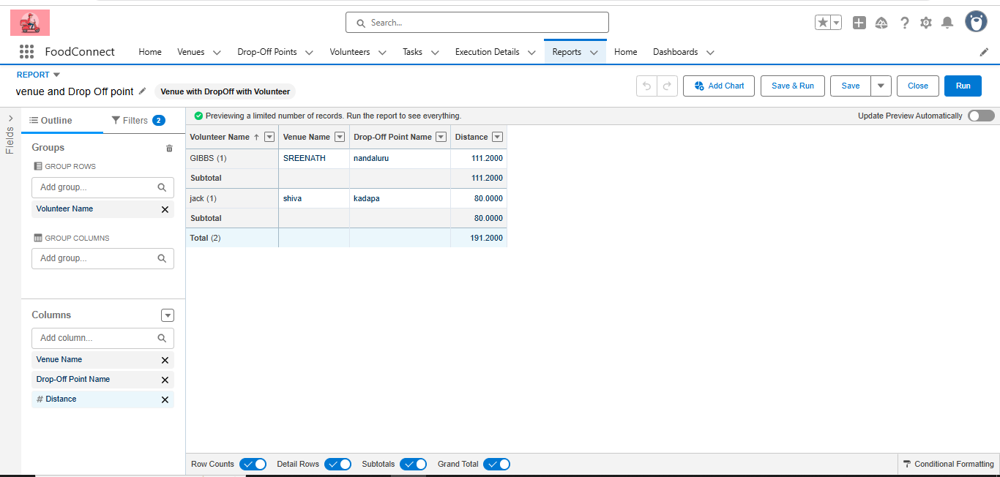 Search...
FoodConnect Home Venues Drop-Off Points Volunteers Tasks Execution Details Reports Home Dashboards
REPORT
venue and Drop Off point Venue with DropOff with Volunteer
Add Chart Save & Run Save Close Run
Fields
Outline Filters 2
Groups
GROUP ROWS
Add group...
Volunteer Name
GROUP COLUMNS
Add group...
Columns
Add column...
Venue Name
Drop-Off Point Name
# Distance
Previewing a limited number of records. Run the report to see everything. Update Preview Automatically
Volunteer Name ↑ Venue Name Drop-Off Point Name Distance
GIBBS (1) SREENATH nandaluru 111.2000
Subtotal 111.2000
jack (1) shiva kadapa 80.0000
Subtotal 80.0000
Total (2) 191.2000
Row Counts Detail Rows Subtotals Grand Total Conditional Formatting